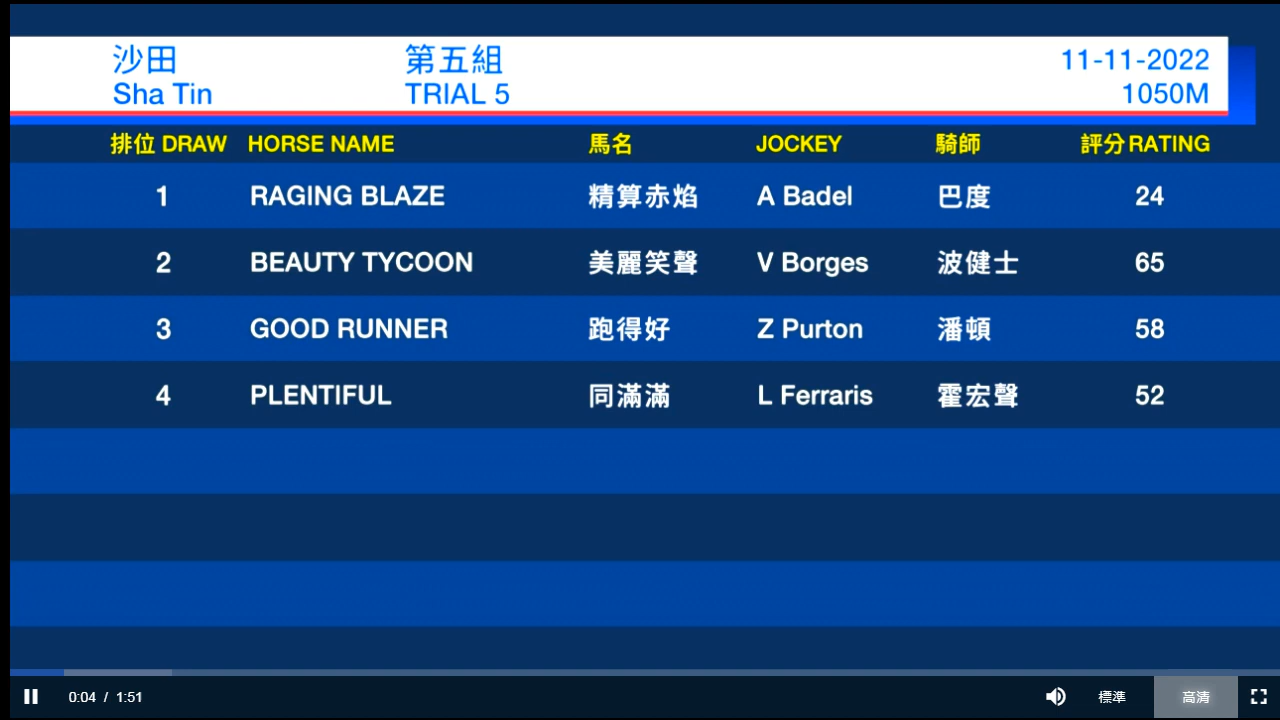 沙田 第五組 11-11-2022
Sha Tin TRIAL 5 1050M
排位 DRAW HORSE NAME 馬名 JOCKEY 騎師 評分 RATING
1 RAGING BLAZE 精算赤焰 A Badel 巴度 24
2 BEAUTY TYCOON 美麗笑聲 V Borges 波健士 65
3 GOOD RUNNER 跑得好 Z Purton 潘頓 58
4 PLENTIFUL 同滿滿 L Ferraris 霍宏聲 52
0:04 / 1:51 標準 高清